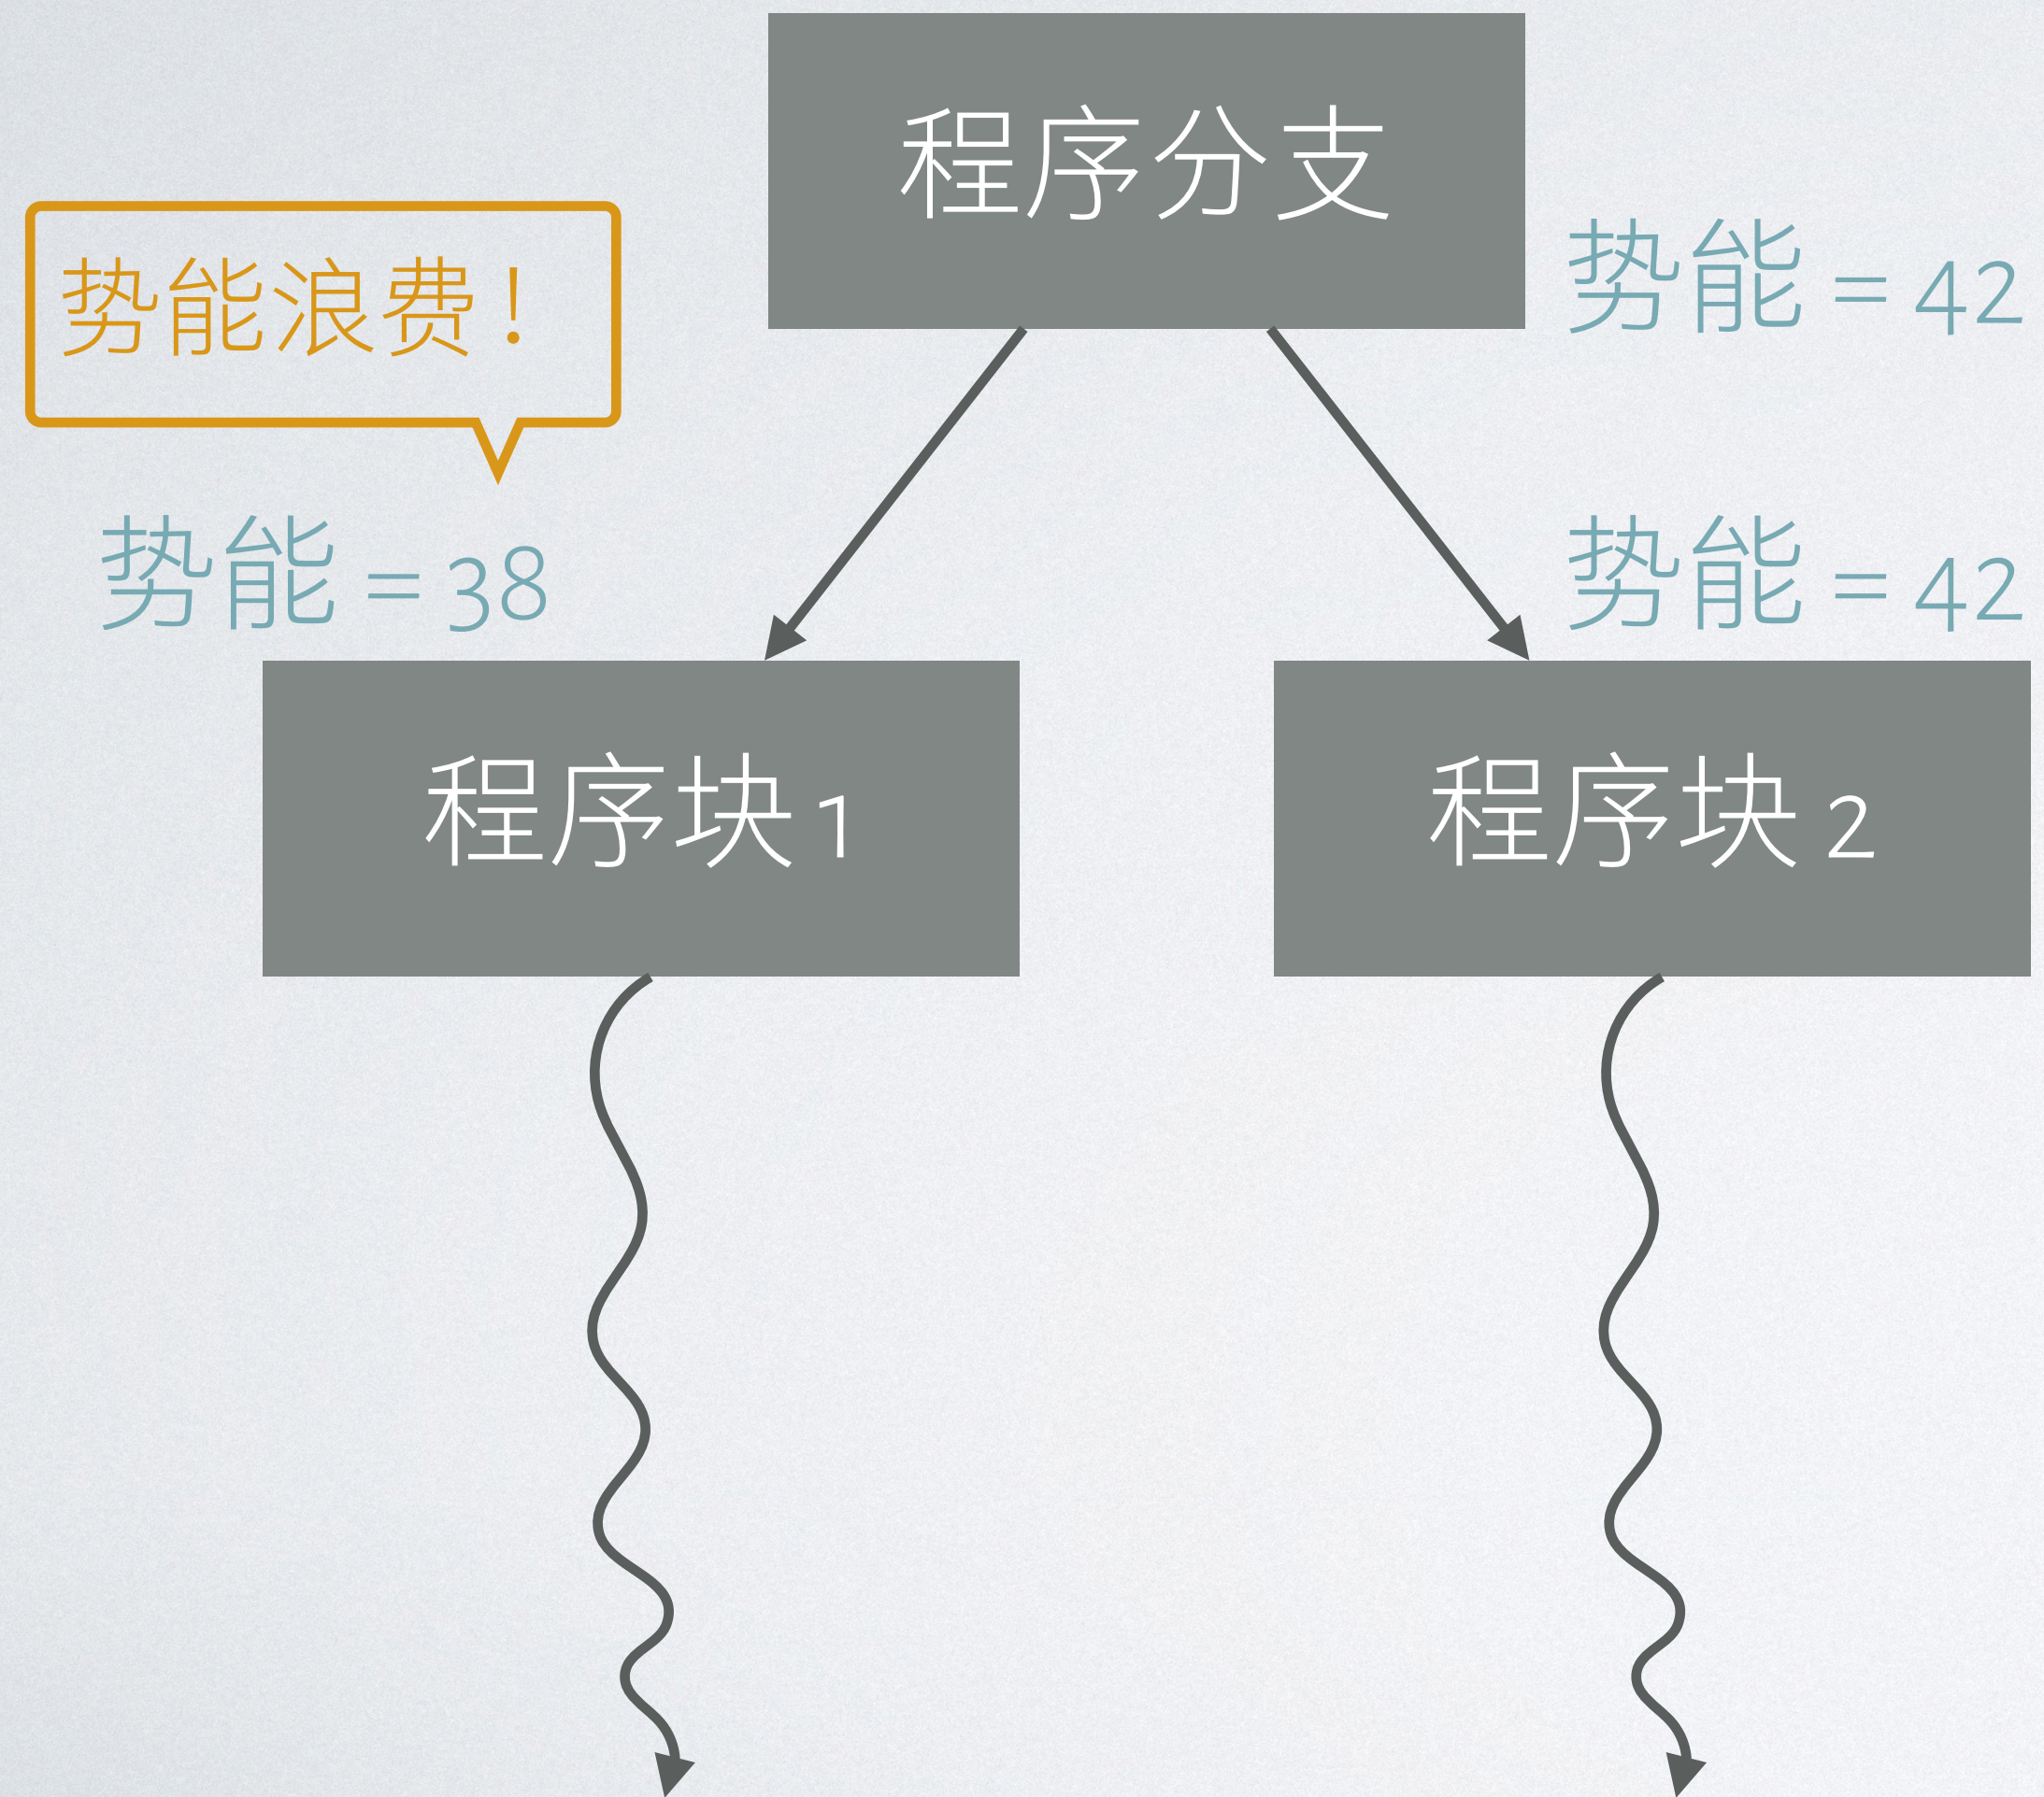 程序分支
势能浪费！
势能 = 42
势能 = 38
势能 = 42
程序块 1
程序块 2